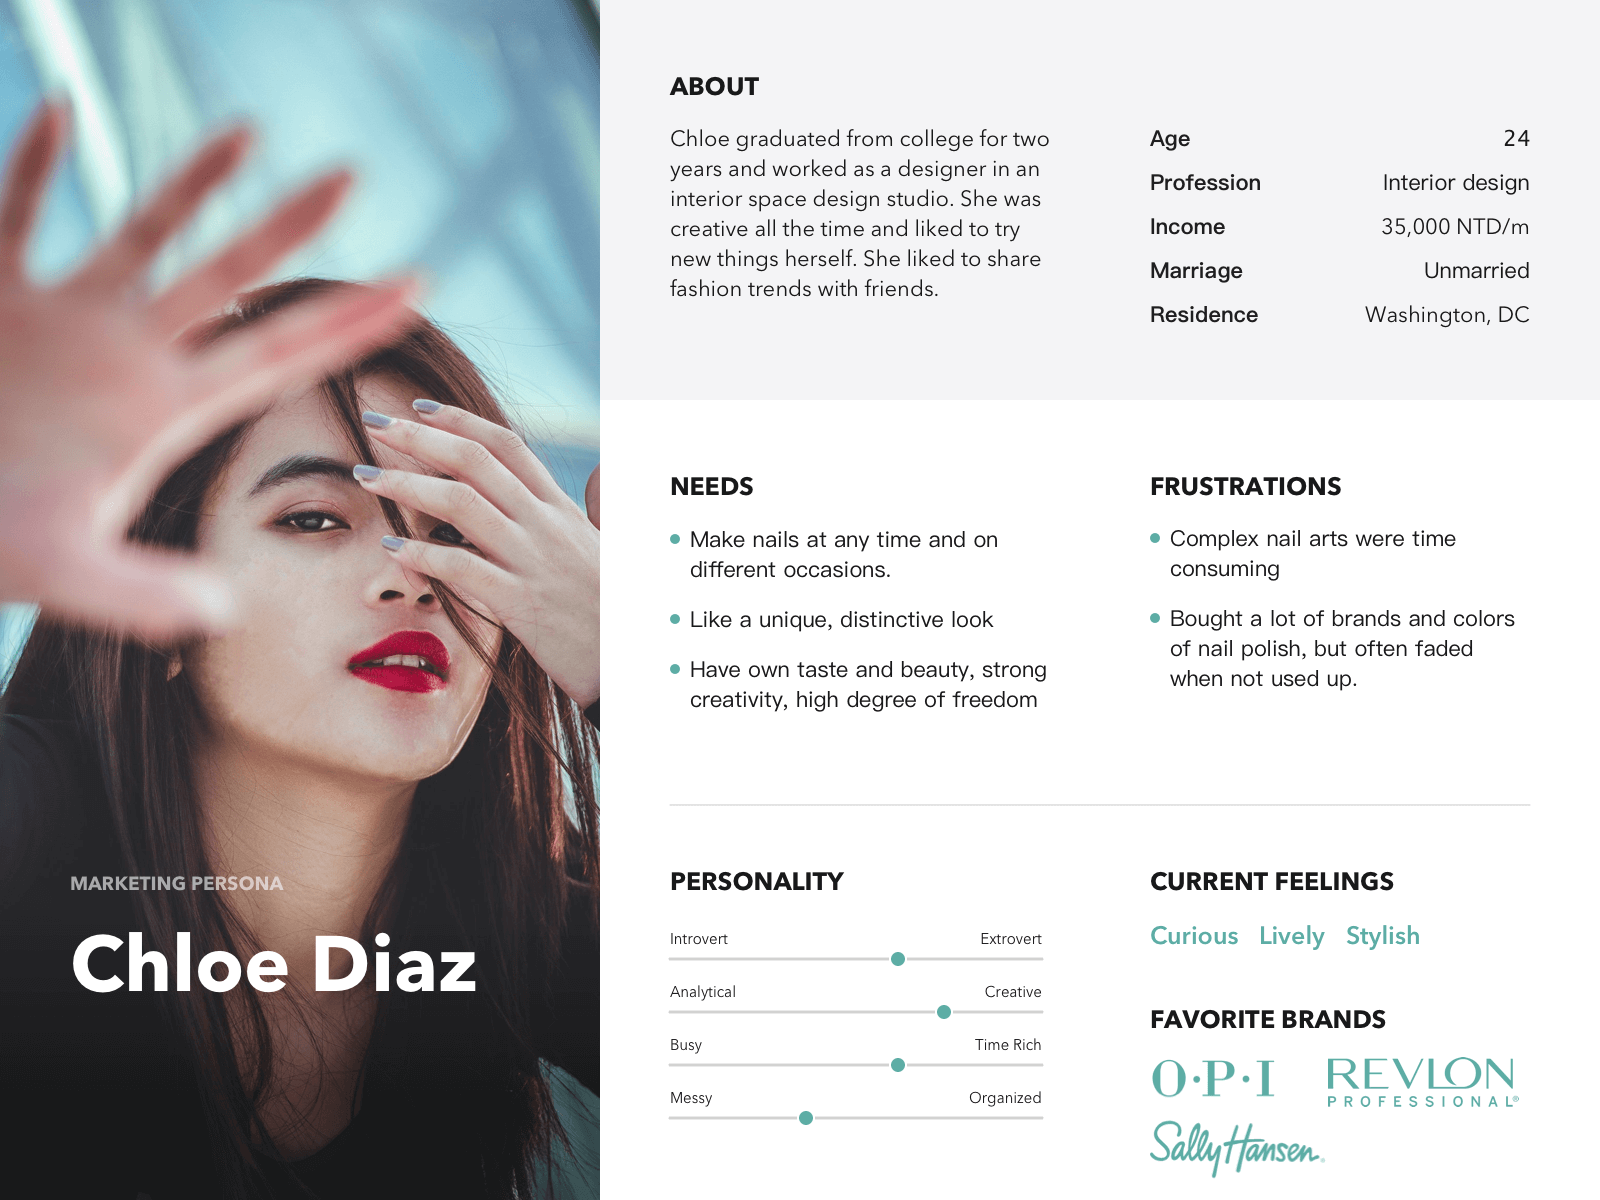 MARKETING PERSONA
Chloe Diaz
ABOUT
Chloe graduated from college for two
years and worked as a designer in an
interior space design studio. She was
creative all the time and liked to try
new things herself. She liked to share
fashion trends with friends.
Age 24
Profession Interior design
Income 35,000 NTD/m
Marriage Unmarried
Residence Washington, DC
NEEDS
• Make nails at any time and on
different occasions.
• Like a unique, distinctive look
• Have own taste and beauty, strong
creativity, high degree of freedom
FRUSTRATIONS
• Complex nail arts were time
consuming
• Bought a lot of brands and colors
of nail polish, but often faded
when not used up.
PERSONALITY
Introvert Extrovert
Analytical Creative
Busy Time Rich
Messy Organized
CURRENT FEELINGS
Curious Lively Stylish
FAVORITE BRANDS
O·P·I
REVLON
PROFESSIONAL®
Sally Hansen.